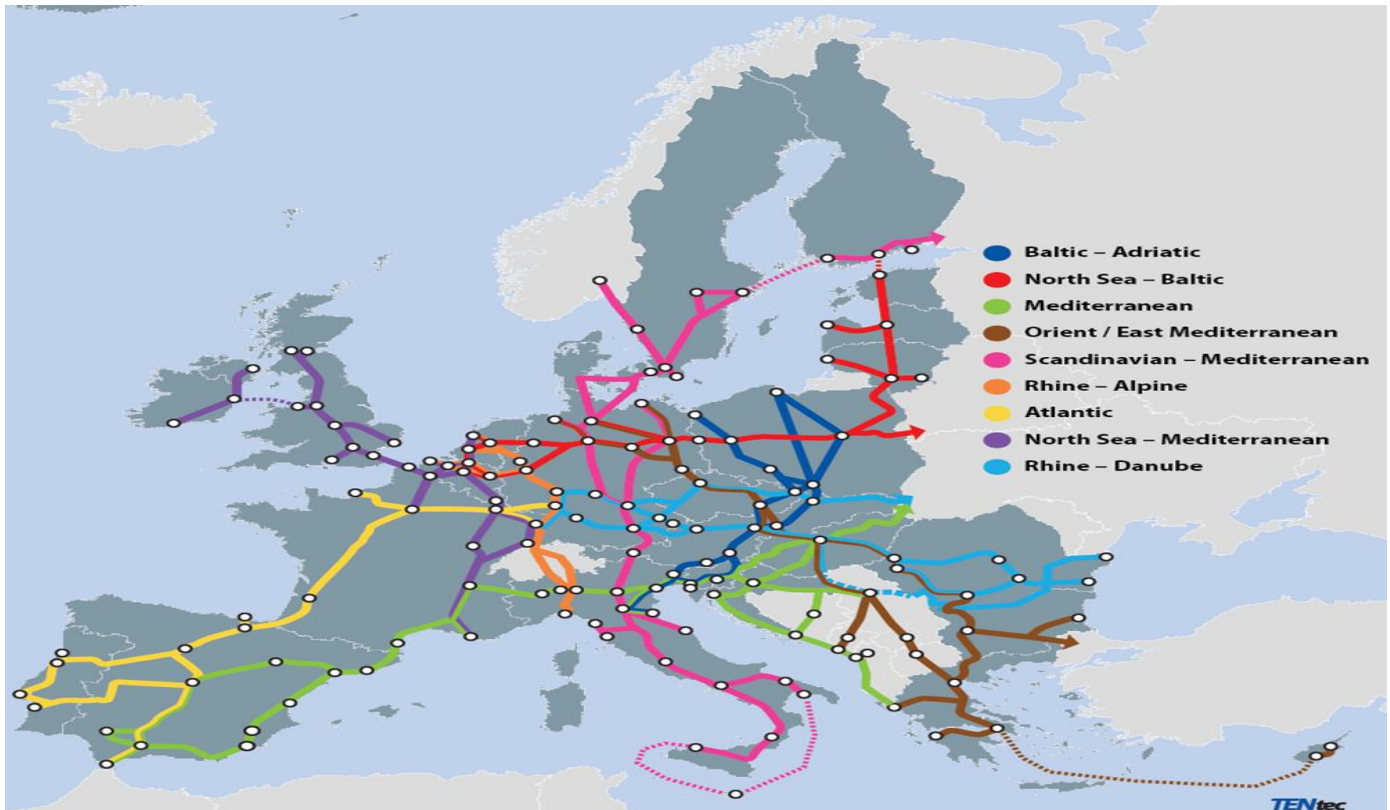 Baltic – Adriatic
North Sea – Baltic
Mediterranean
Orient / East Mediterranean
Scandinavian – Mediterranean
Rhine – Alpine
Atlantic
North Sea – Mediterranean
Rhine – Danube
TENtec